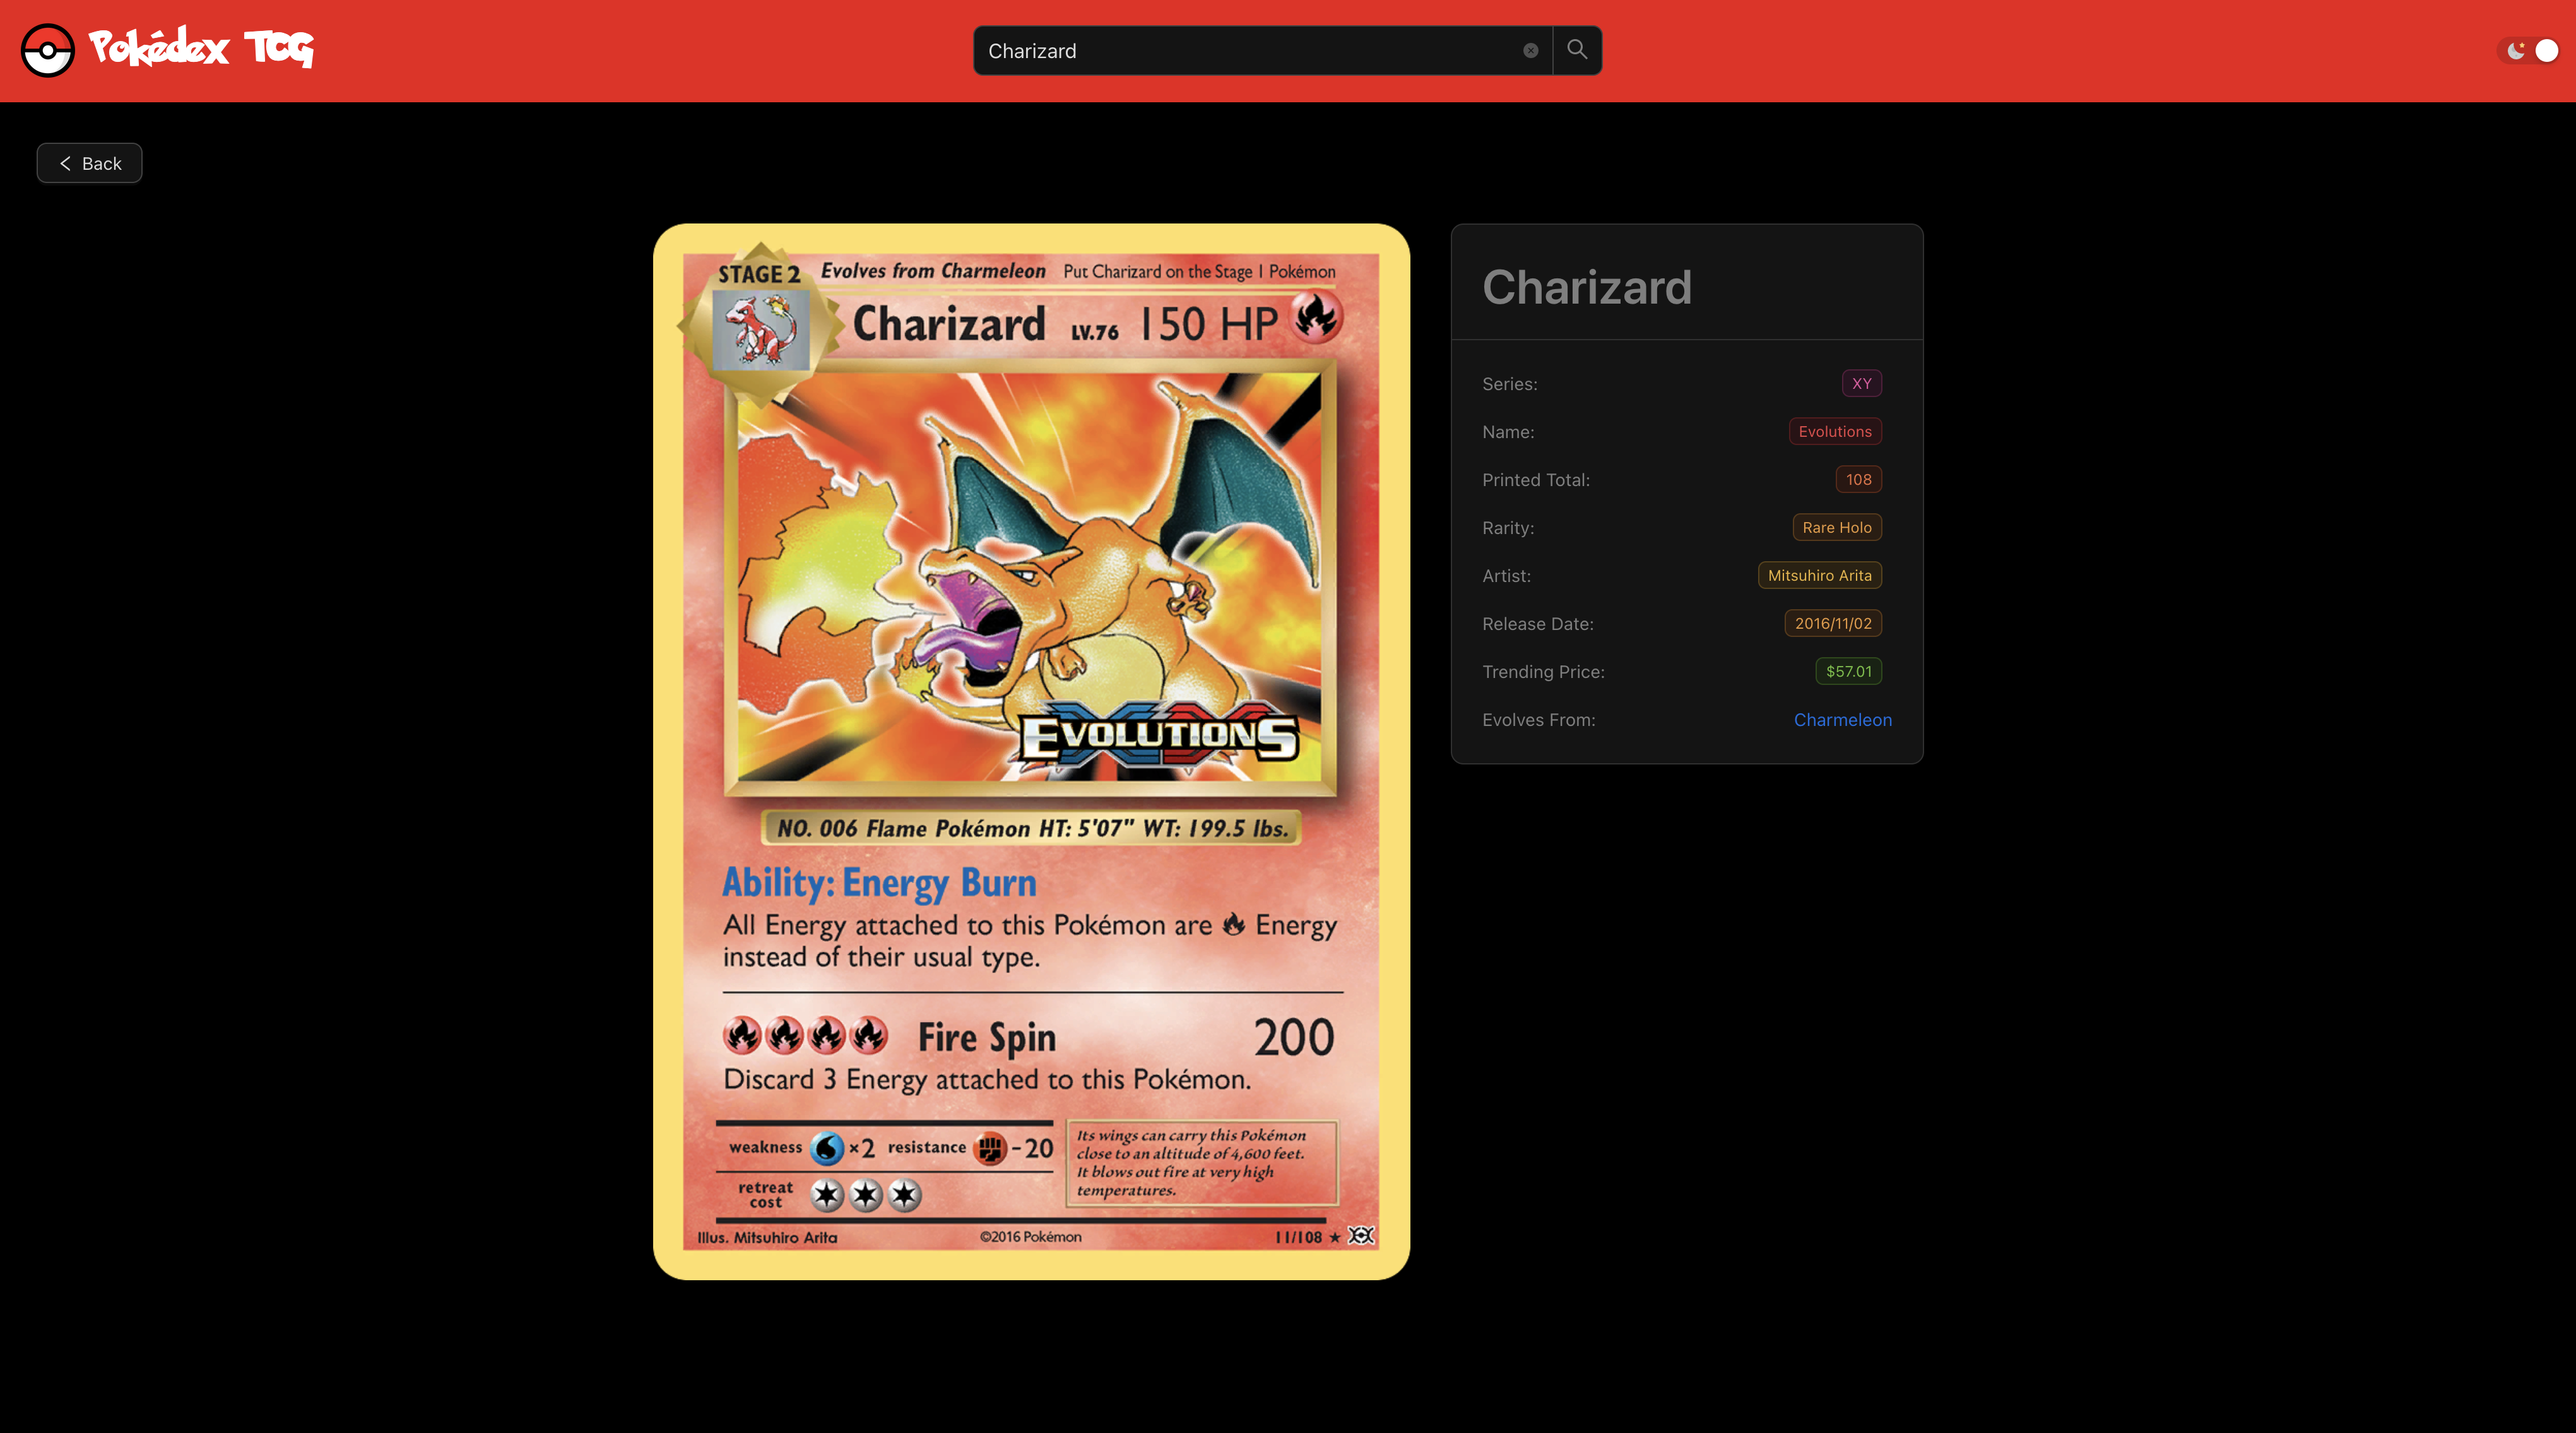 Pokédex TCG
Charizard
Back
STAGE 2 Evolves from Charmeleon Put Charizard on the Stage 1 Pokémon
Charizard LV.76 150 HP
EVOLUTIONS
NO. 006 Flame Pokémon HT: 5'07" WT: 199.5 lbs.
Ability: Energy Burn
All Energy attached to this Pokémon are Energy
instead of their usual type.
Fire Spin 200
Discard 3 Energy attached to this Pokémon.
weakness ×2 resistance -20
retreat
cost
Its wings can carry this Pokémon
close to an altitude of 4,600 feet.
It blows out fire at very high
temperatures.
Illus. Mitsuhiro Arita ©2016 Pokémon 11/108
Charizard
Series: XY
Name: Evolutions
Printed Total: 108
Rarity: Rare Holo
Artist: Mitsuhiro Arita
Release Date: 2016/11/02
Trending Price: $57.01
Evolves From: Charmeleon